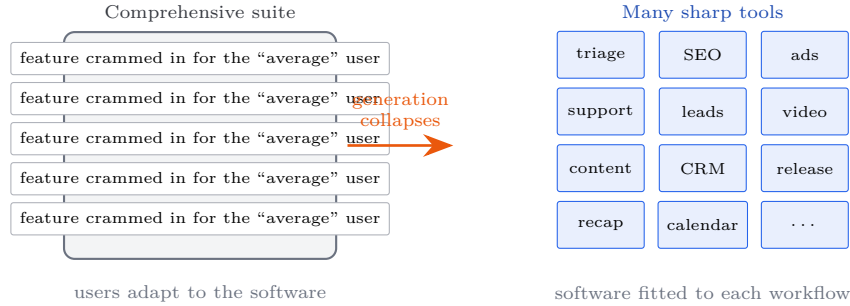 Comprehensive suite
feature crammed in for the “average” user
feature crammed in for the “average” user
feature crammed in for the “average” user
feature crammed in for the “average” user
feature crammed in for the “average” user
users adapt to the software
generation
collapses
Many sharp tools
triage SEO ads
support leads video
content CRM release
recap calendar ...
software fitted to each workflow